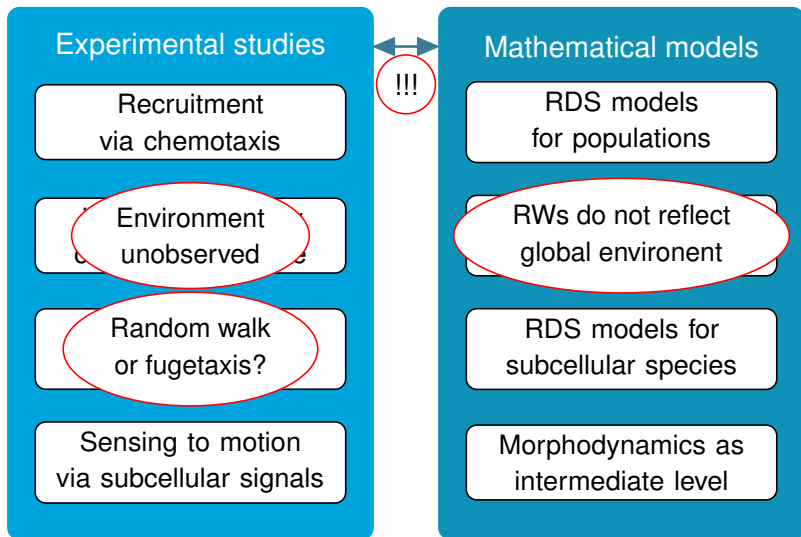 Experimental studies
Recruitment
via chemotaxis
Environment
unobserved
Random walk
or fugetaxis?
Sensing to motion
via subcellular signals
!!!
Mathematical models
RDS models
for populations
RWs do not reflect
global environent
RDS models for
subcellular species
Morphodynamics as
intermediate level